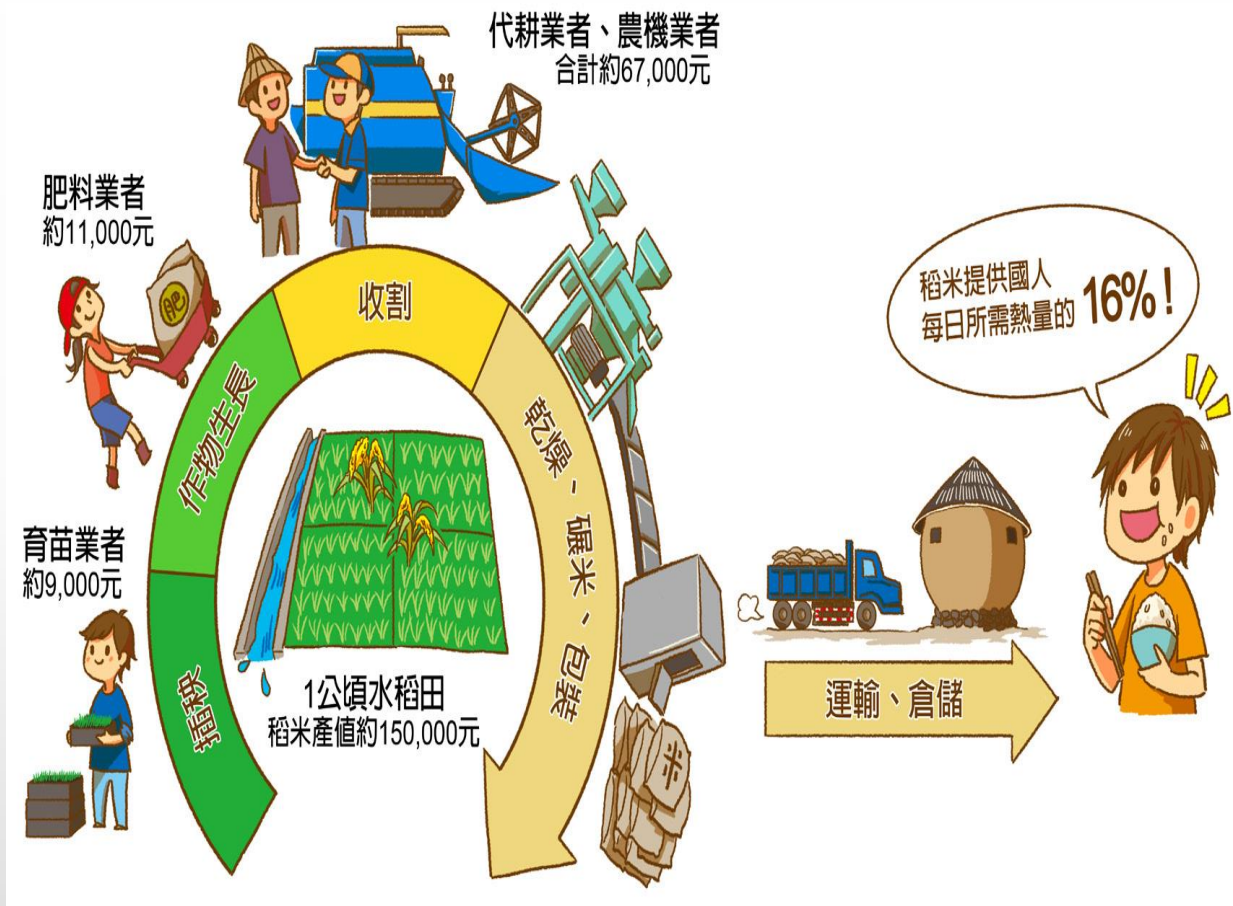 代耕業者、農機業者
合計約67,000元
肥料業者
約11,000元
肥
收割
作物生長
育苗業者
約9,000元
插秧
乾燥、碾米、包裝
1公頃水稻田
稻米產值約150,000元
米
稻米提供國人
每日所需熱量的 16%!
運輸、倉儲